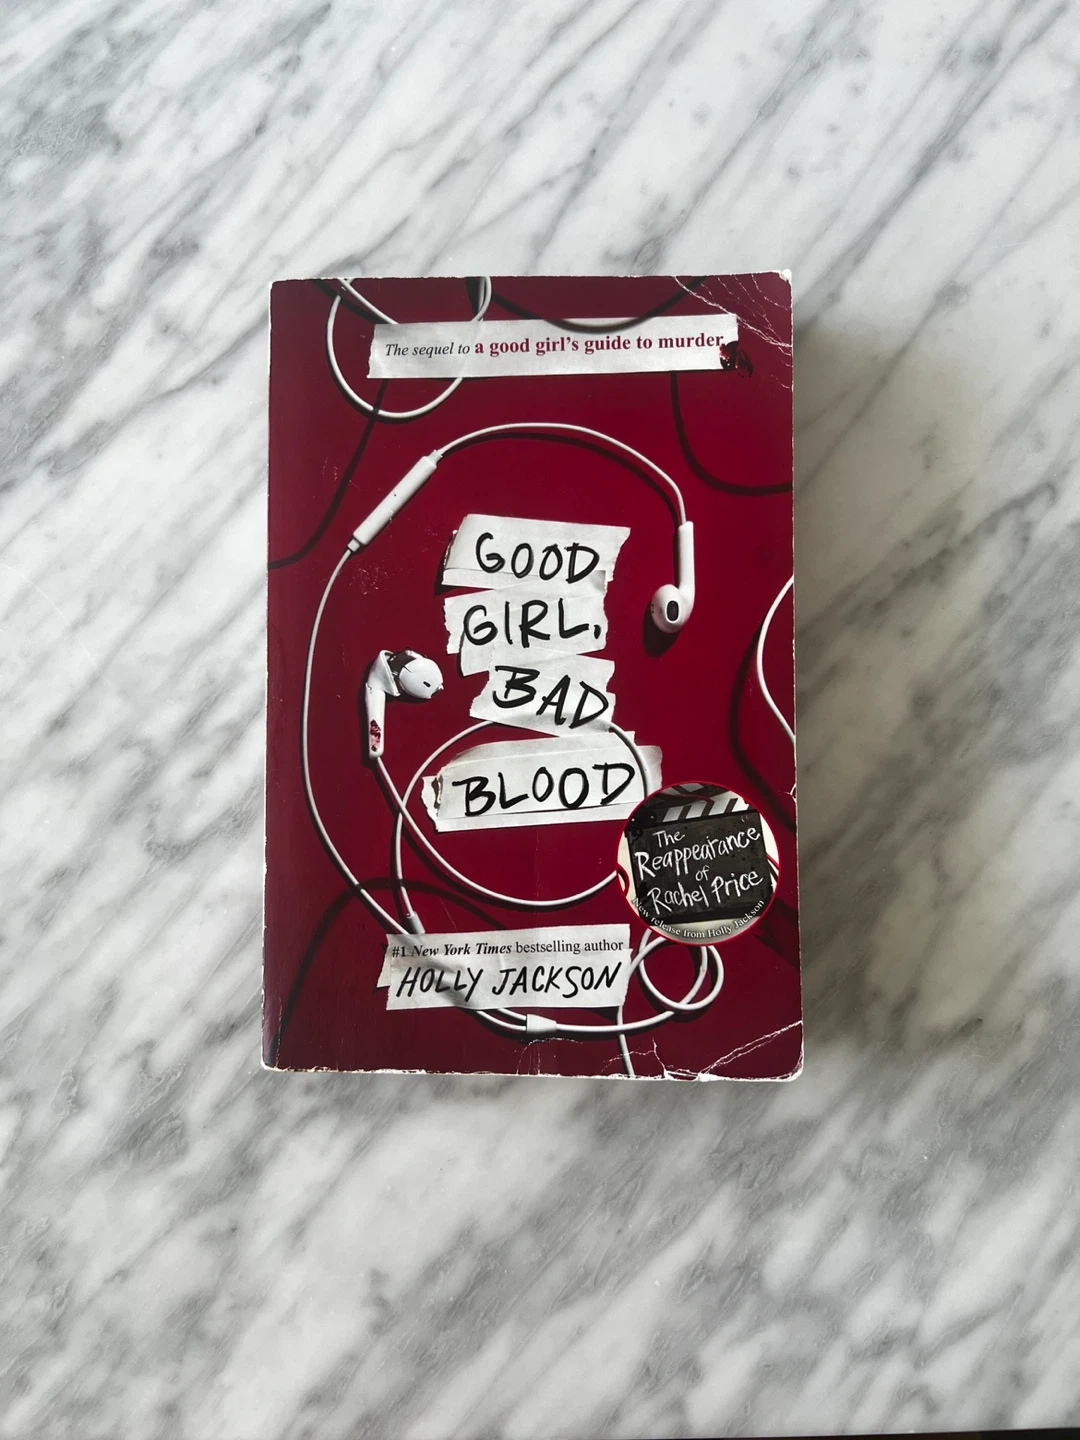 The sequel to a good girl's guide to murder
GOOD
GIRL,
BAD
BLOOD
The
Reappearance
of
Rachel Price
New release from Holly Jackson
#1 New York Times bestselling author
HOLLY JACKSON